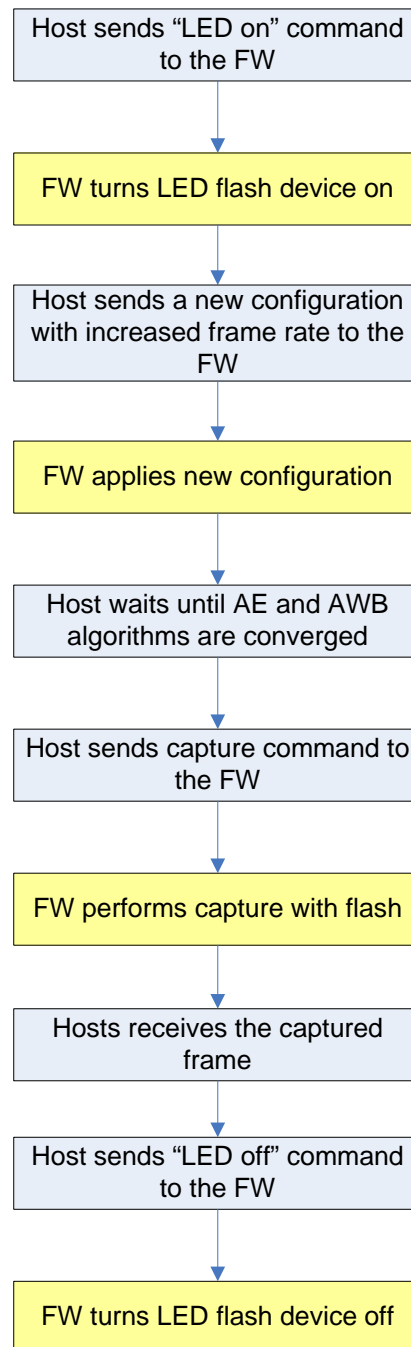 Host sends “LED on” command
to the FW
FW turns LED flash device on
Host sends a new configuration
with increased frame rate to the
FW
FW applies new configuration
Host waits until AE and AWB
algorithms are converged
Host sends capture command to
the FW
FW performs capture with flash
Hosts receives the captured
frame
Host sends “LED off” command
to the FW
FW turns LED flash device off